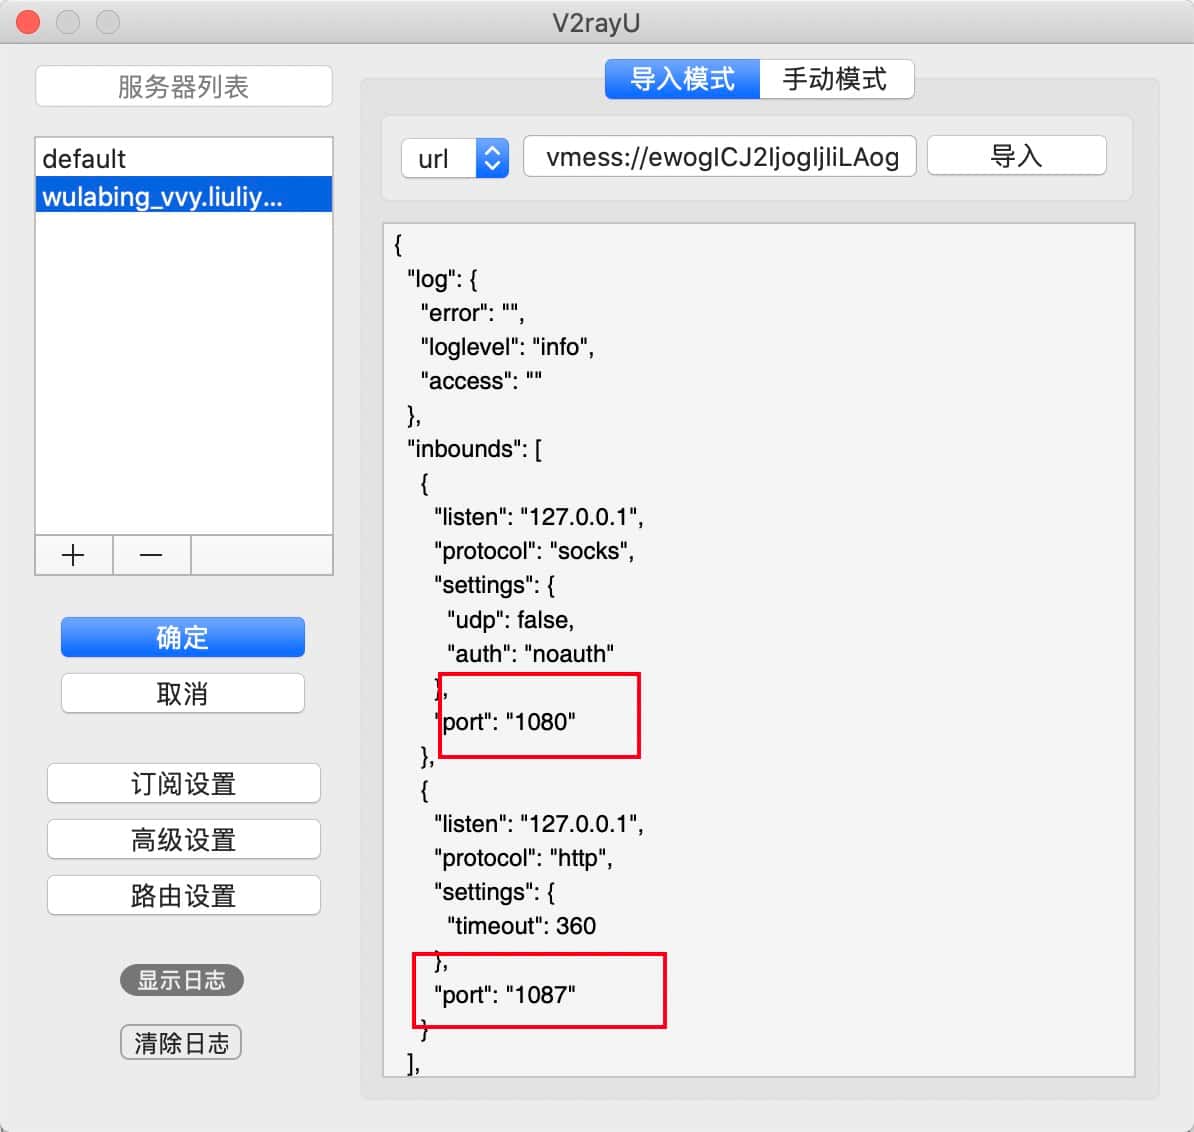 V2rayU
服务器列表
default
wulabing_vvy.liuliy...
确定
取消
订阅设置
高级设置
路由设置
显示日志
清除日志
导入模式 手动模式
url vmess://ewogICJ2IjogIjIiLAog 导入
{
"log": {
"error": "",
"loglevel": "info",
"access": ""
},
"inbounds": [
{
"listen": "127.0.0.1",
"protocol": "socks",
"settings": {
"udp": false,
"auth": "noauth"
},
"port": "1080"
},
{
"listen": "127.0.0.1",
"protocol": "http",
"settings": {
"timeout": 360
},
"port": "1087"
}
],